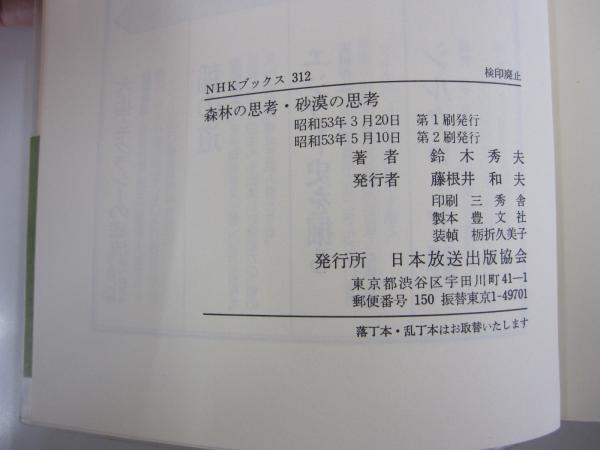 NHKブックス 312 検印廃止
森林の思考・砂漠の思考
昭和53年3月20日 第1刷発行
昭和53年5月10日 第2刷発行
著者 鈴木秀夫
発行者 藤根井和夫
印刷 三秀舎
製本 豊文社
装幀 栃折久美子
発行所 日本放送出版協会
東京都渋谷区宇田川町41-1
郵便番号 150 振替東京1-49701
落丁本・乱丁本はお取替いたします